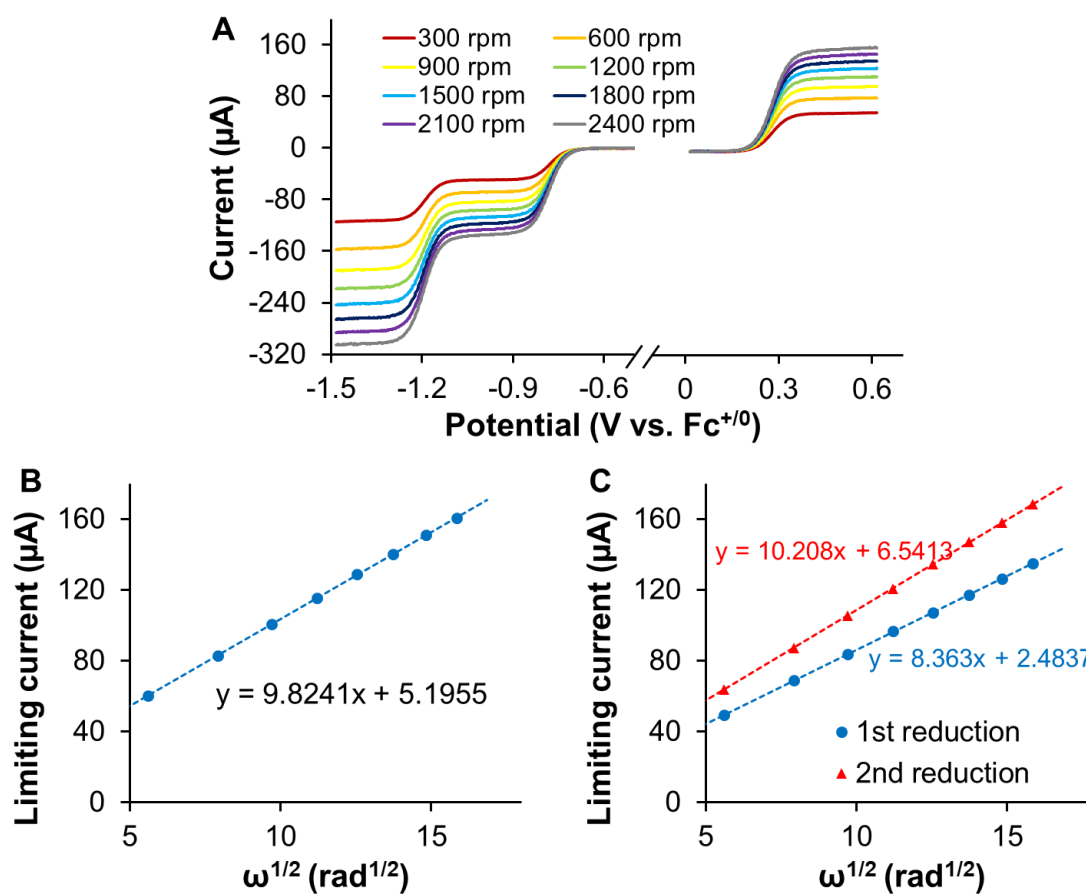 A
300 rpm 600 rpm
900 rpm 1200 rpm
1500 rpm 1800 rpm
2100 rpm 2400 rpm
160
80
0
-80
-160
-240
-320
Current (µA)
-1.5 -1.2 -0.9 -0.6 0 0.3 0.6
Potential (V vs. Fc+/0)
B
160
120
80
40
0
Limiting current (µA)
y = 9.8241x + 5.1955
5 10 15
ω1/2 (rad1/2)
C
160
120
80
40
0
Limiting current (µA)
y = 10.208x + 6.5413
y = 8.363x + 2.4837
1st reduction
2nd reduction
5 10 15
ω1/2 (rad1/2)